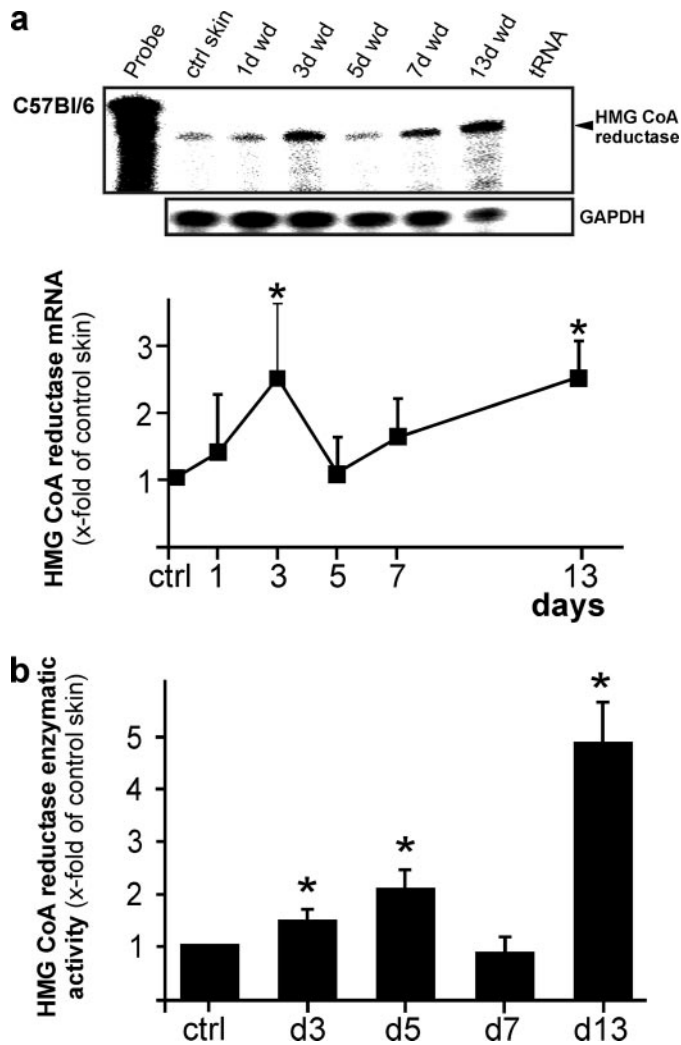 a
Probe
ctrl skin
1d wd
3d wd
5d wd
7d wd
13d wd
tRNA
C57Bl/6
HMG CoA
reductase
GAPDH
HMG CoA reductase mRNA
(x-fold of control skin)
3
2
1
*
*
ctrl 1 3 5 7 13
days
b
HMG CoA reductase enzymatic
activity (x-fold of control skin)
5
4
3
2
1
*
*
*
ctrl d3 d5 d7 d13